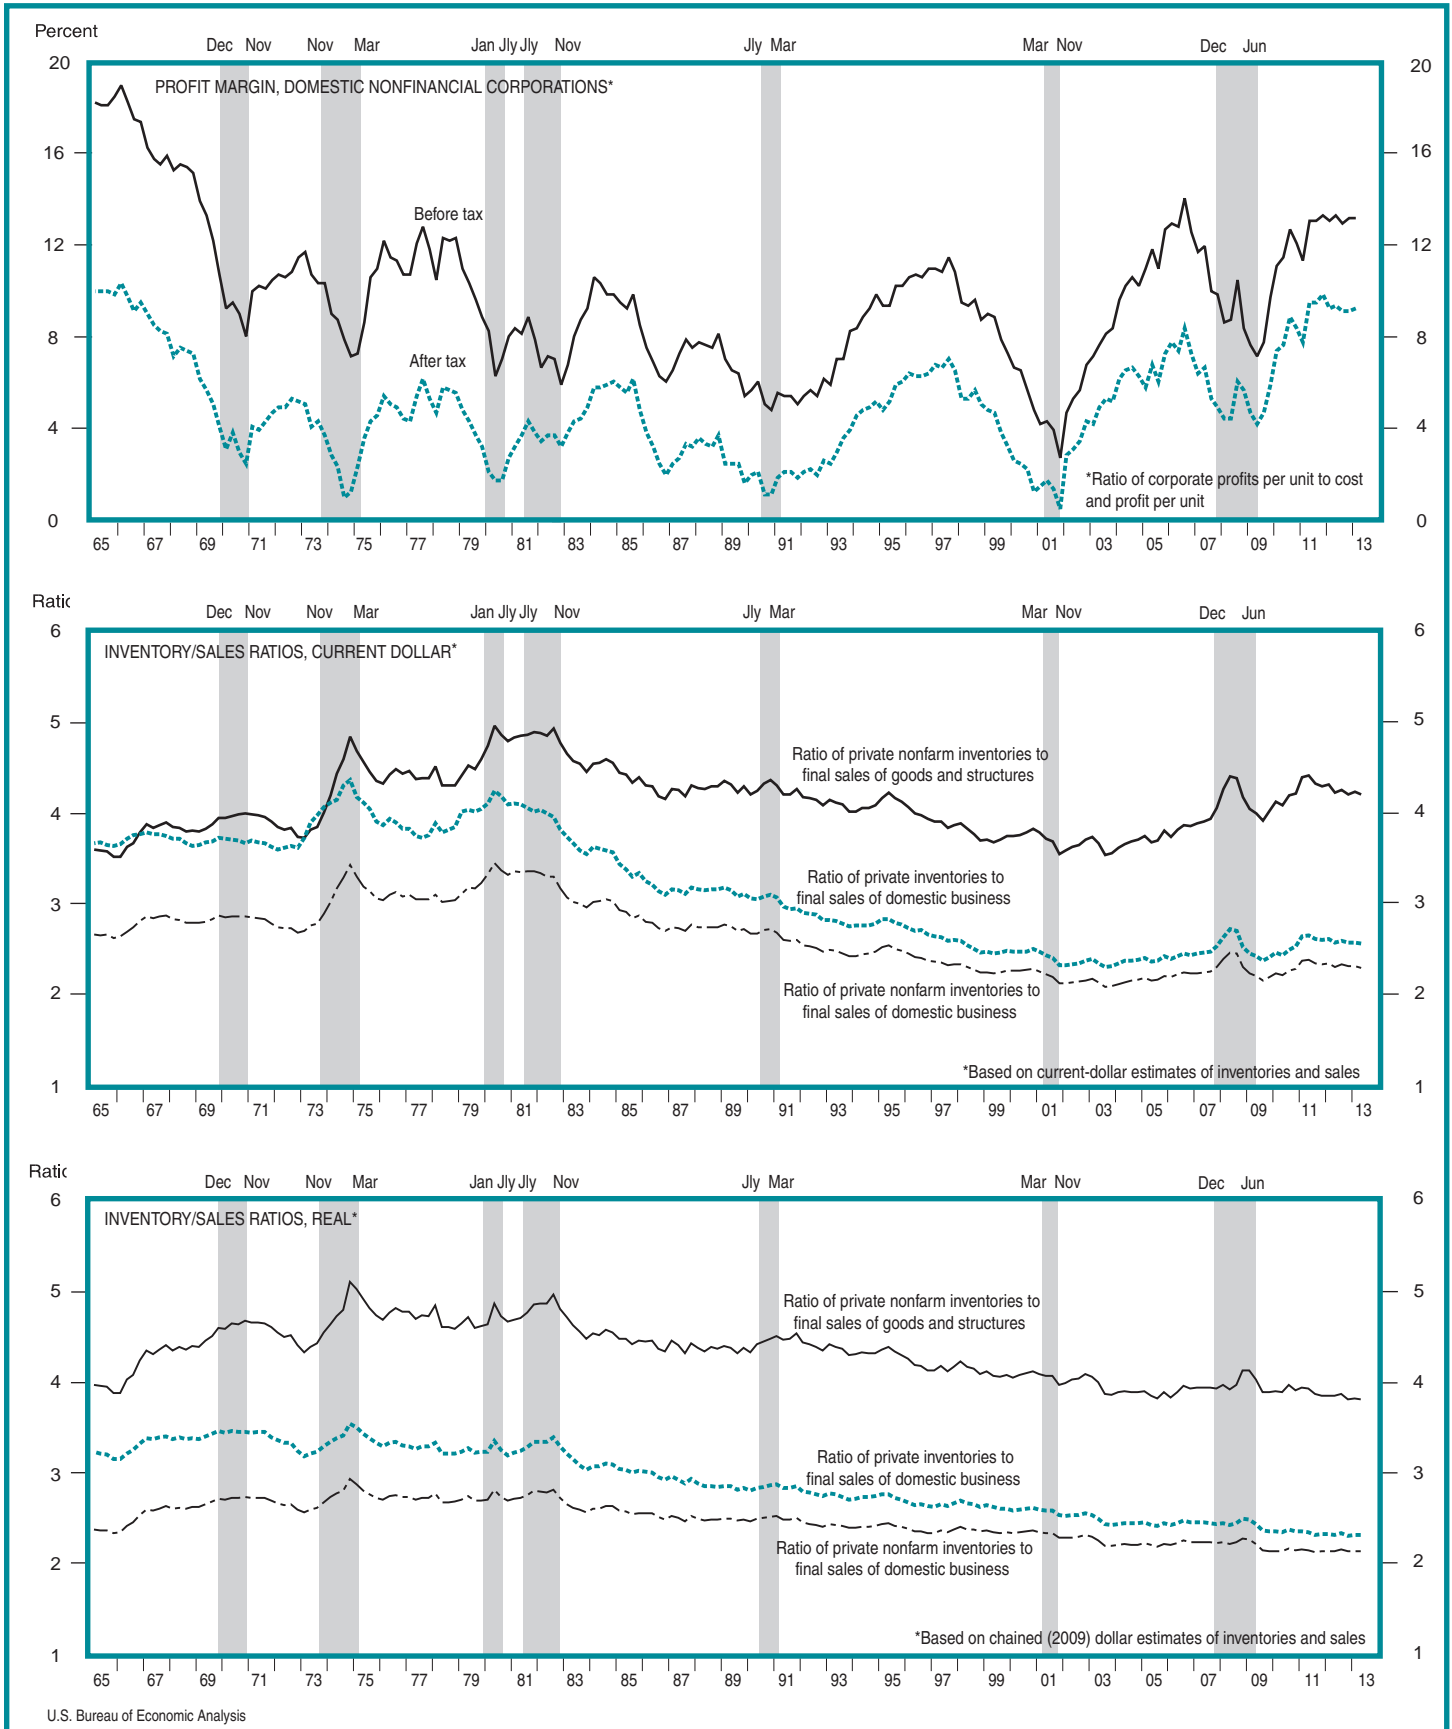 Percent
Dec Nov Nov Mar Jan Jly Jly Nov Jly Mar Mar Nov Dec Jun
20 20
PROFIT MARGIN, DOMESTIC NONFINANCIAL CORPORATIONS*
16 16
Before tax
12 12
8 8
After tax
4 4
*Ratio of corporate profits per unit to cost
and profit per unit
0 0
65 67 69 71 73 75 77 79 81 83 85 87 89 91 93 95 97 99 01 03 05 07 09 11 13
Ratio
Dec Nov Nov Mar Jan Jly Jly Nov Jly Mar Mar Nov Dec Jun
6 6
INVENTORY/SALES RATIOS, CURRENT DOLLAR*
5 5
Ratio of private nonfarm inventories to
final sales of goods and structures
4 4
Ratio of private inventories to
final sales of domestic business
3 3
Ratio of private nonfarm inventories to
final sales of domestic business
2 2
*Based on current-dollar estimates of inventories and sales
1 1
65 67 69 71 73 75 77 79 81 83 85 87 89 91 93 95 97 99 01 03 05 07 09 11 13
Ratio
Dec Nov Nov Mar Jan Jly Jly Nov Jly Mar Mar Nov Dec Jun
6 6
INVENTORY/SALES RATIOS, REAL*
5 5
Ratio of private nonfarm inventories to
final sales of goods and structures
4 4
Ratio of private inventories to
final sales of domestic business
3 3
Ratio of private nonfarm inventories to
final sales of domestic business
2 2
*Based on chained (2009) dollar estimates of inventories and sales
1 1
65 67 69 71 73 75 77 79 81 83 85 87 89 91 93 95 97 99 01 03 05 07 09 11 13
U.S. Bureau of Economic Analysis